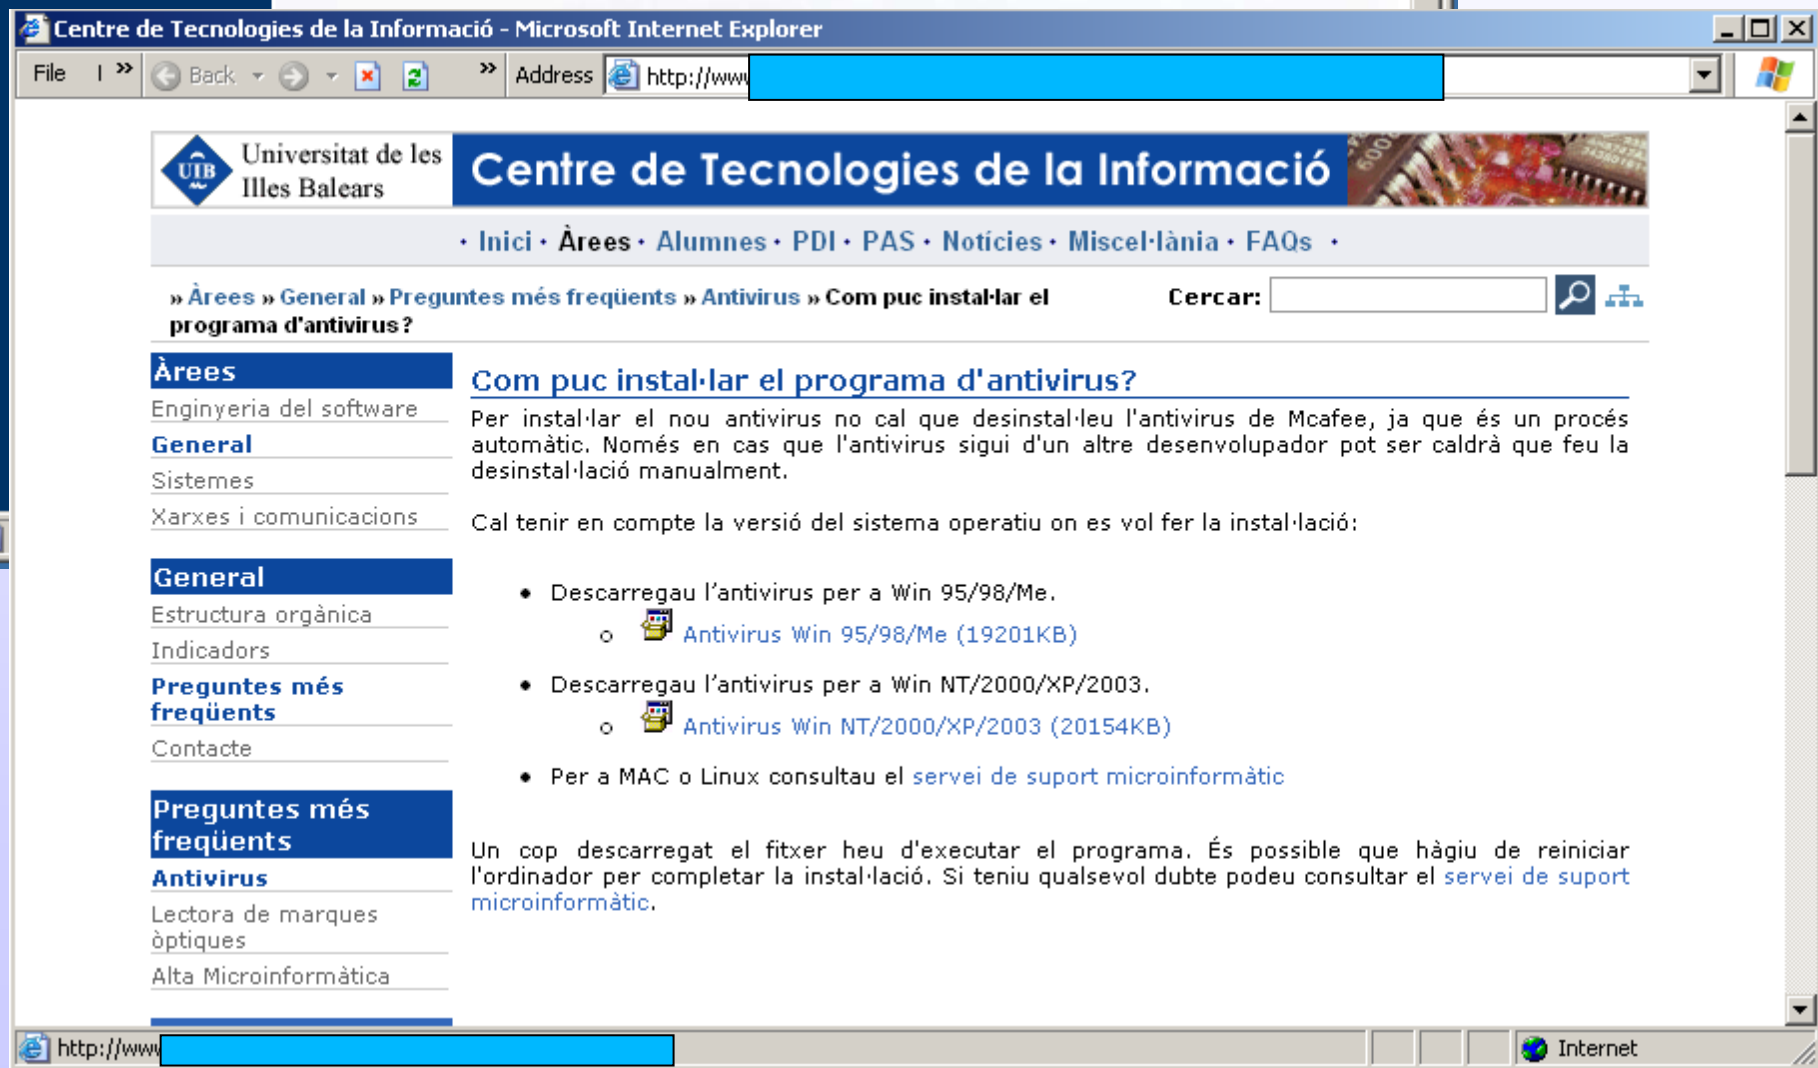 Centre de Tecnologies de la Informació - Microsoft Internet Explorer
File Back Address http://www
UIB
Universitat de les
Illes Balears
Centre de Tecnologies de la Informació
· Inici · Àrees · Alumnes · PDI · PAS · Notícies · Miscel·lània · FAQs ·
» Àrees » General » Preguntes més freqüents » Antivirus » Com puc instal·lar el
programa d'antivirus?
Cercar:
Àrees
Enginyeria del software
General
Sistemes
Xarxes i comunicacions
General
Estructura orgànica
Indicadors
Preguntes més
freqüents
Contacte
Preguntes més
freqüents
Antivirus
Lectora de marques
òptiques
Alta Microinformàtica
Com puc instal·lar el programa d'antivirus?
Per instal·lar el nou antivirus no cal que desinstal·leu l'antivirus de Mcafee, ja que és un procés
automàtic. Només en cas que l'antivirus sigui d'un altre desenvolupador pot ser caldrà que feu la
desinstal·lació manualment.
Cal tenir en compte la versió del sistema operatiu on es vol fer la instal·lació:
• Descarregau l'antivirus per a Win 95/98/Me.
o Antivirus Win 95/98/Me (19201KB)
• Descarregau l'antivirus per a Win NT/2000/XP/2003.
o Antivirus Win NT/2000/XP/2003 (20154KB)
• Per a MAC o Linux consultau el servei de suport microinformàtic
Un cop descarregat el fitxer heu d'executar el programa. És possible que hàgiu de reiniciar
l'ordinador per completar la instal·lació. Si teniu qualsevol dubte podeu consultar el servei de suport
microinformàtic.
http://www
Internet